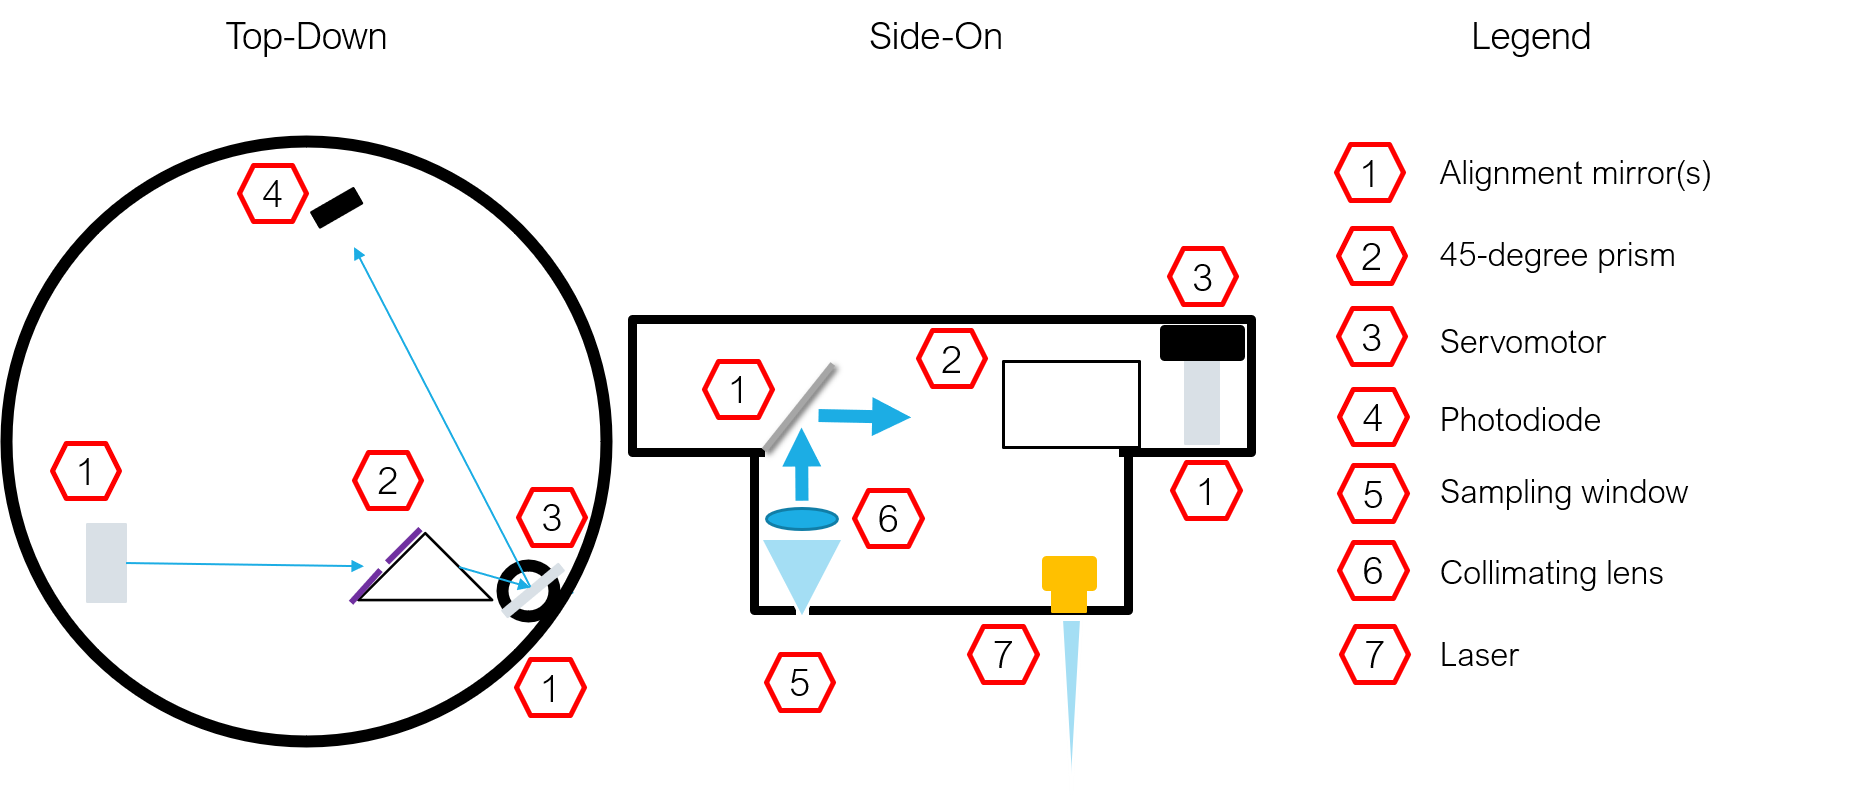 Top-Down
Side-On
Legend
4
1
2
3
1
3
2
1
1
6
7
5
1 Alignment mirror(s)
2 45-degree prism
3 Servomotor
4 Photodiode
5 Sampling window
6 Collimating lens
7 Laser